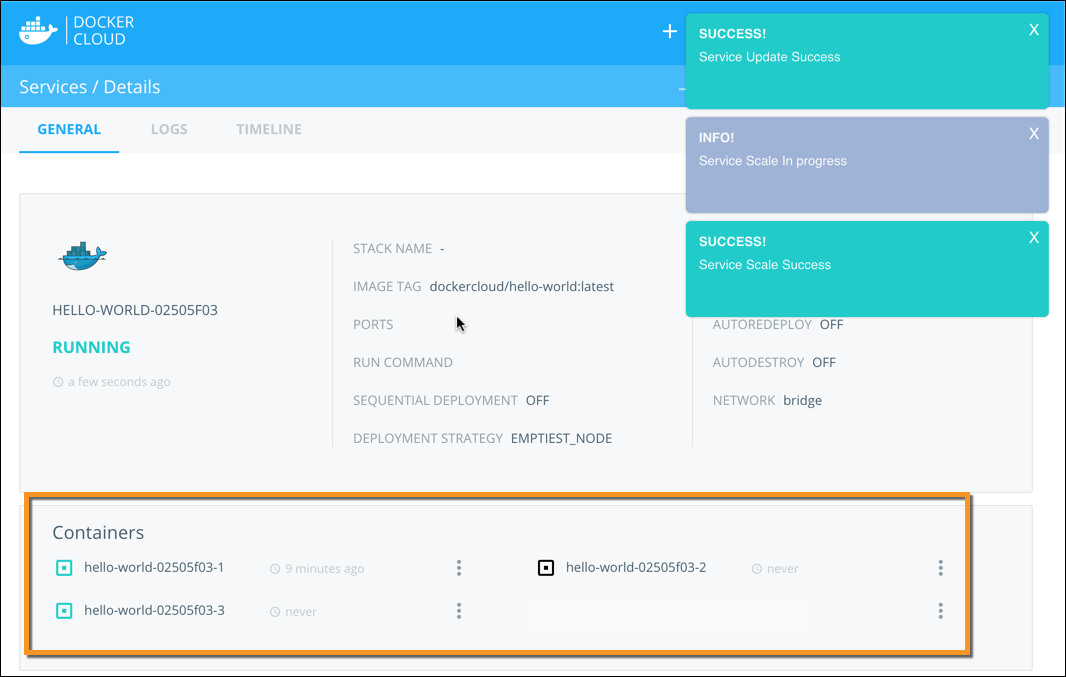 DOCKER
CLOUD
+
SUCCESS! X
Service Update Success
Services / Details
GENERAL LOGS TIMELINE
INFO! X
Service Scale In progress
SUCCESS! X
Service Scale Success
HELLO-WORLD-02505F03
RUNNING
a few seconds ago
STACK NAME -
IMAGE TAG dockercloud/hello-world:latest
PORTS
RUN COMMAND
SEQUENTIAL DEPLOYMENT OFF
DEPLOYMENT STRATEGY EMPTIEST_NODE
AUTOREDEPLOY OFF
AUTODESTROY OFF
NETWORK bridge
Containers
hello-world-02505f03-1 9 minutes ago
hello-world-02505f03-2 never
hello-world-02505f03-3 never